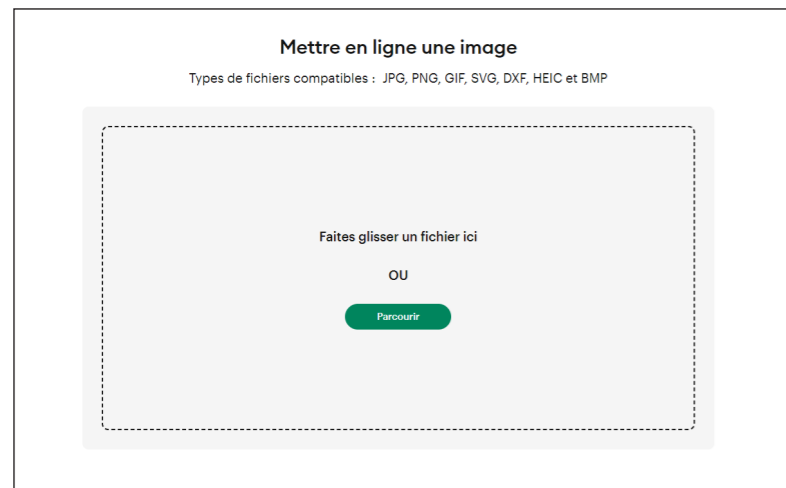 Mettre en ligne une image
Types de fichiers compatibles : JPG, PNG, GIF, SVG, DXF, HEIC et BMP
Faites glisser un fichier ici
OU
Parcourir